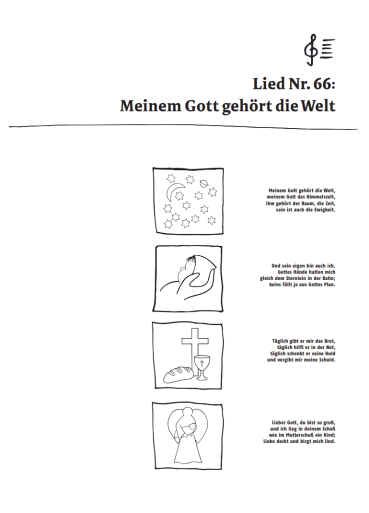 Lied Nr. 66:
Meinem Gott gehört die Welt
Meinem Gott gehört die Welt,
meinem Gott das Himmelszelt,
ihm gehört der Raum, die Zeit,
sein ist auch die Ewigkeit.
Und sein eigen bin auch ich.
Gottes Hände halten mich
gleich dem Sternlein in der Bahn;
keins fällt je aus Gottes Plan.
Täglich gibt er mir das Brot,
täglich hilft er in der Not,
täglich schenkt er seine Huld
und vergibt mir meine Schuld.
Lieber Gott, du bist so groß,
und ich lieg in deinem Schoß
wie im Mutterschoß ein Kind;
Liebe deckt und birgt mich lind.